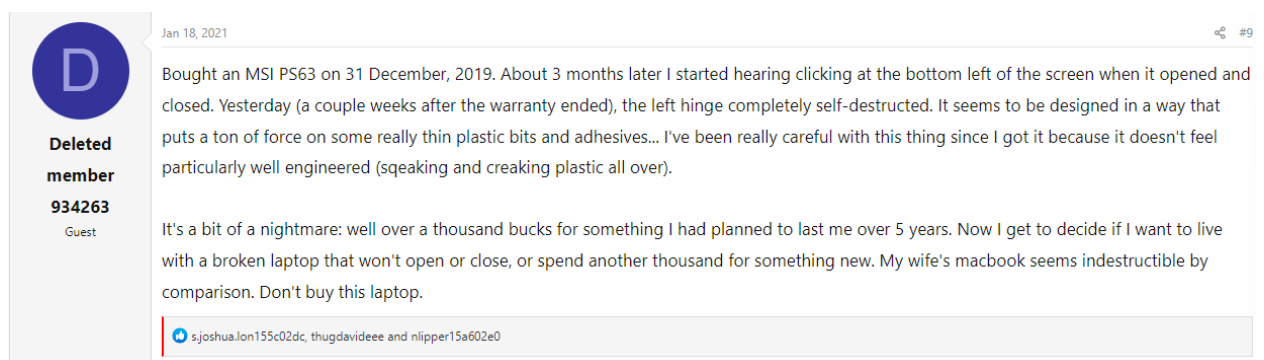 D
Deleted
member
934263
Guest
Jan 18, 2021
#9
Bought an MSI PS63 on 31 December, 2019. About 3 months later I started hearing clicking at the bottom left of the screen when it opened and
closed. Yesterday (a couple weeks after the warranty ended), the left hinge completely self-destructed. It seems to be designed in a way that
puts a ton of force on some really thin plastic bits and adhesives... I've been really careful with this thing since I got it because it doesn't feel
particularly well engineered (sqeaking and creaking plastic all over).
It's a bit of a nightmare: well over a thousand bucks for something I had planned to last me over 5 years. Now I get to decide if I want to live
with a broken laptop that won't open or close, or spend another thousand for something new. My wife's macbook seems indestructible by
comparison. Don't buy this laptop.
s.joshua.lon155c02dc, thugdavideee and nlipper15a602e0